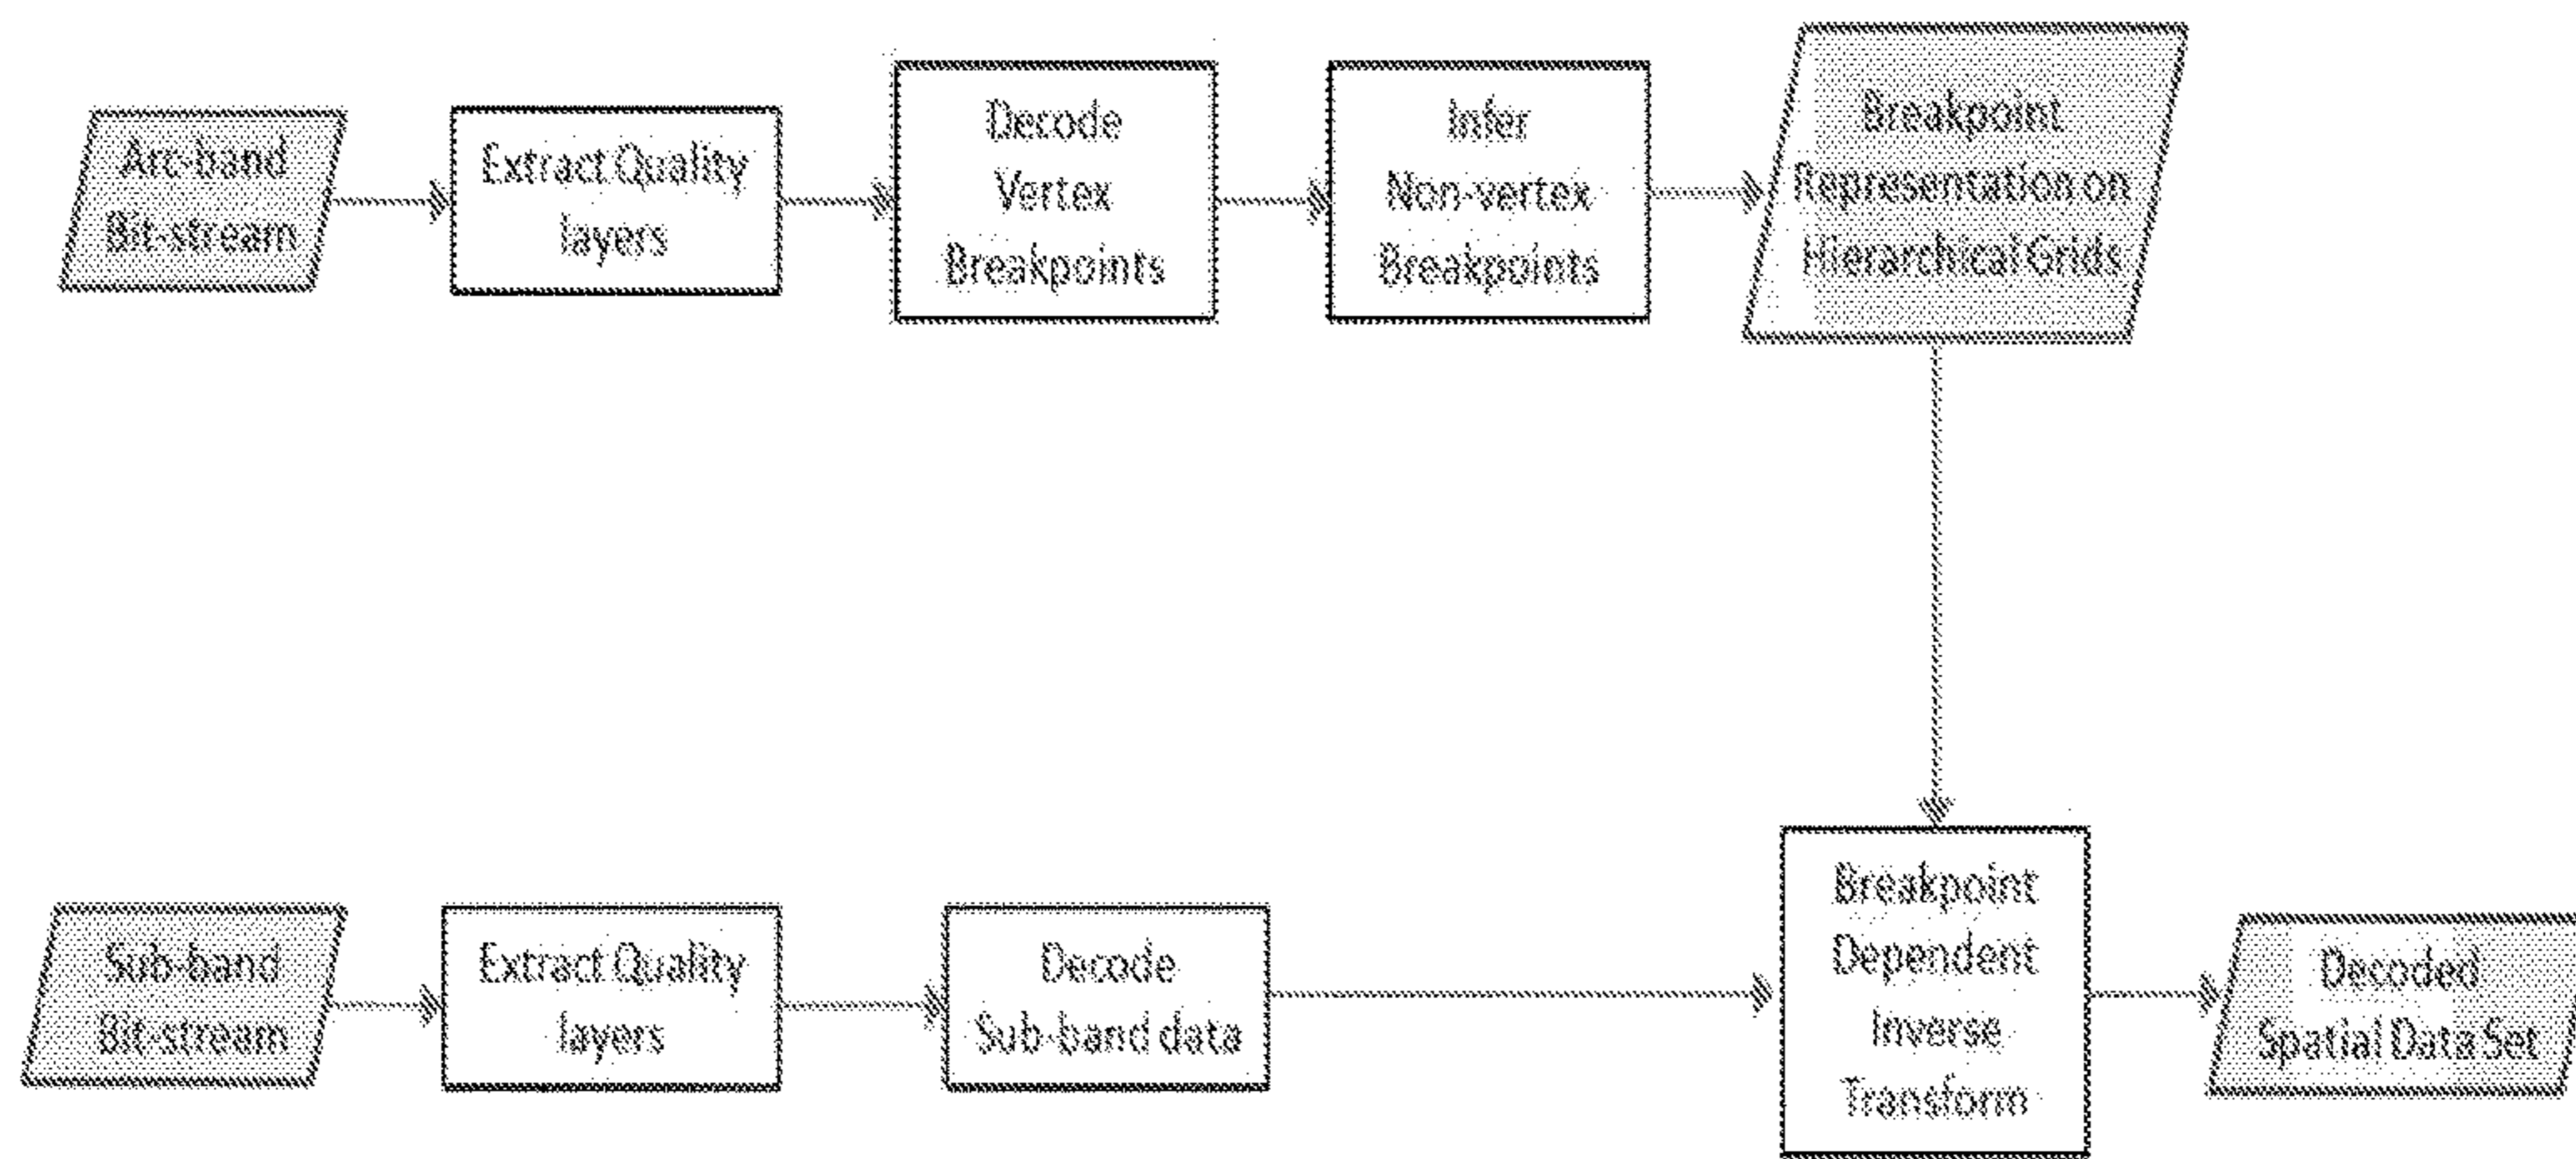 Arc-band
Bit-stream
Extract Quality
layers
Decode
Vertex
Breakpoints
Infer
Non-vertex
Breakpoints
Breakpoint
Representation on
Hierarchical Grids
Sub-band
Bit-stream
Extract Quality
layers
Decode
Sub-band data
Breakpoint
Dependent
Inverse
Transform
Decoded
Spatial Data Set